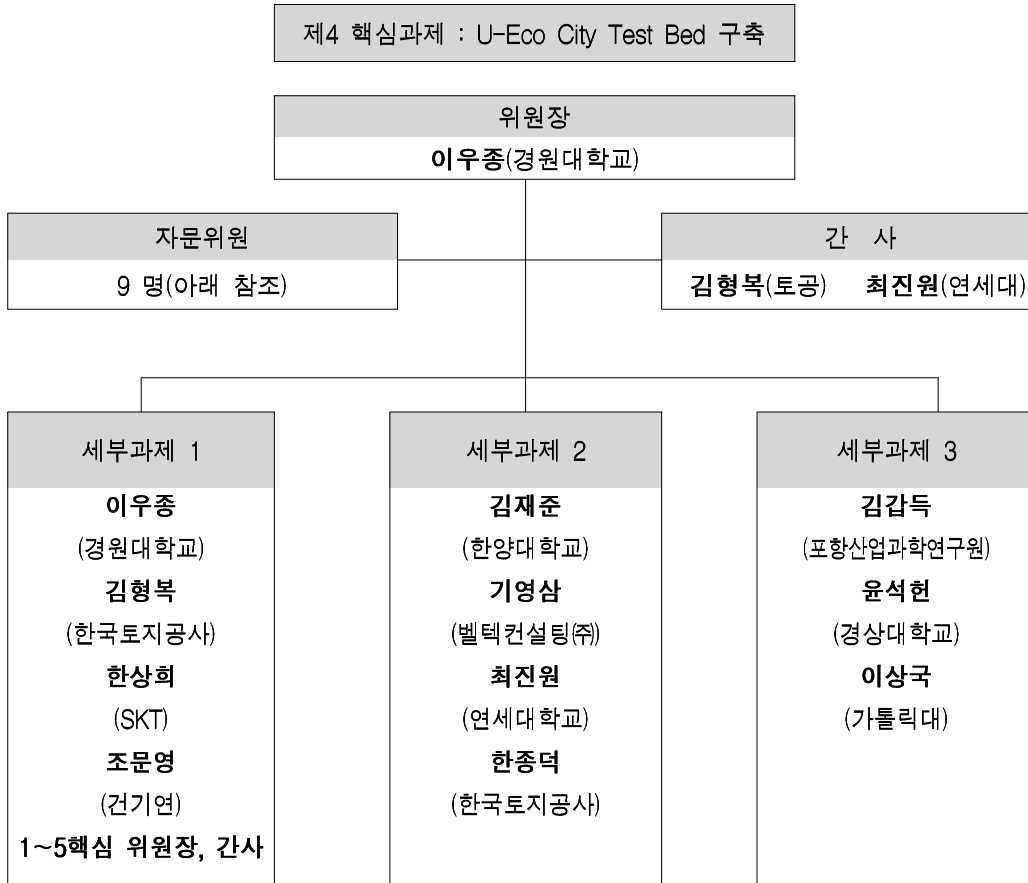 제4 핵심과제 : U-Eco City Test Bed 구축
위원장
이우종(경원대학교)
자문위원
9 명(아래 참조)
간 사
김형복(토공) 최진원(연세대)
세부과제 1
이우종
(경원대학교)
김형복
(한국토지공사)
한상희
(SKT)
조문영
(건기연)
1~5핵심 위원장, 간사
세부과제 2
김재준
(한양대학교)
기영삼
(벨텍컨설팅㈜)
최진원
(연세대학교)
한종덕
(한국토지공사)
세부과제 3
김갑득
(포항산업과학연구원)
윤석헌
(경상대학교)
이상국
(가톨릭대)